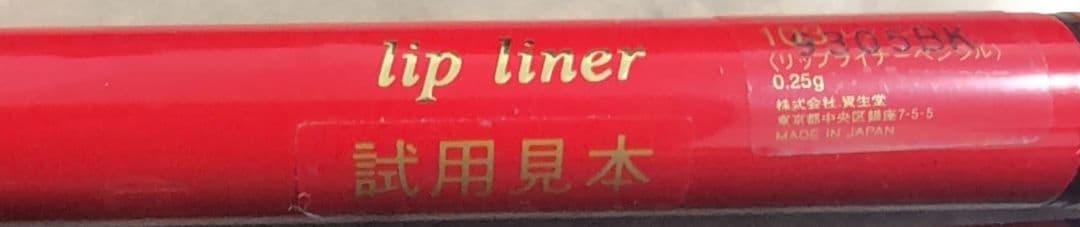 lip liner
試用見本
5305BK
(リップライナーペンシル)
0.25g
株式会社 資生堂
東京都中央区銀座7-5-5
MADE IN JAPAN